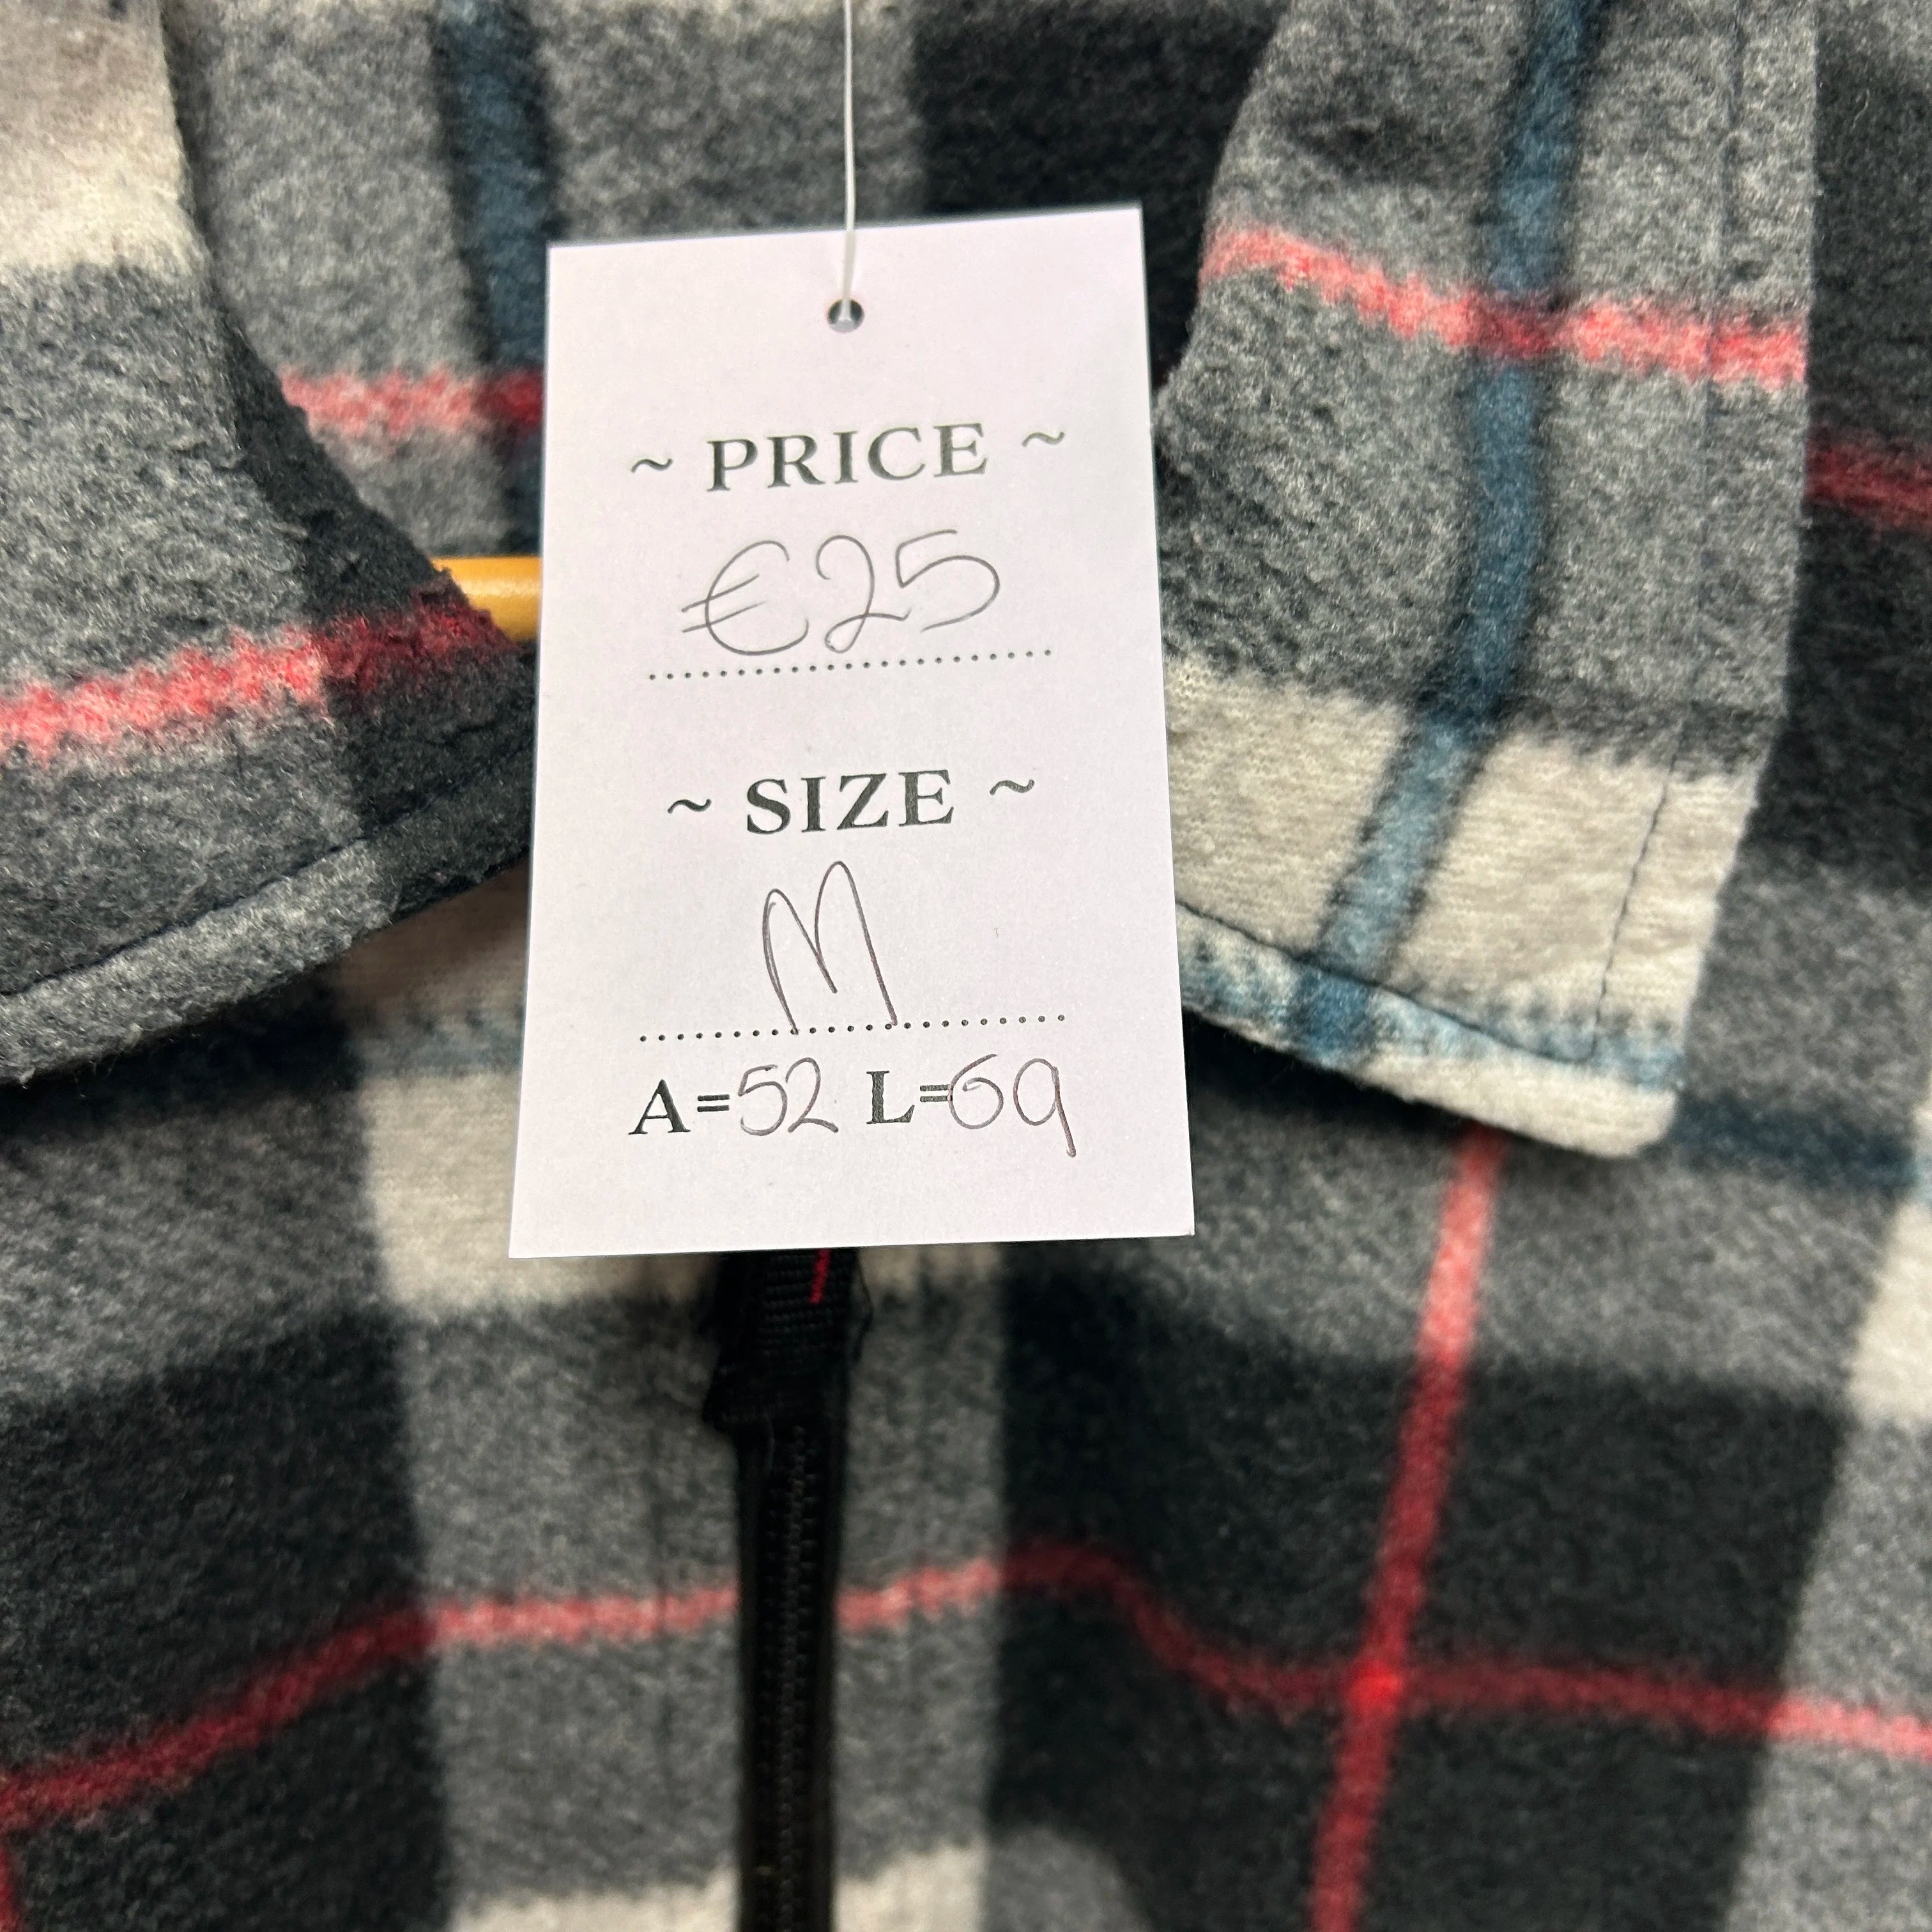 ~ PRICE ~
€25
~ SIZE ~
M
A=52 L=69